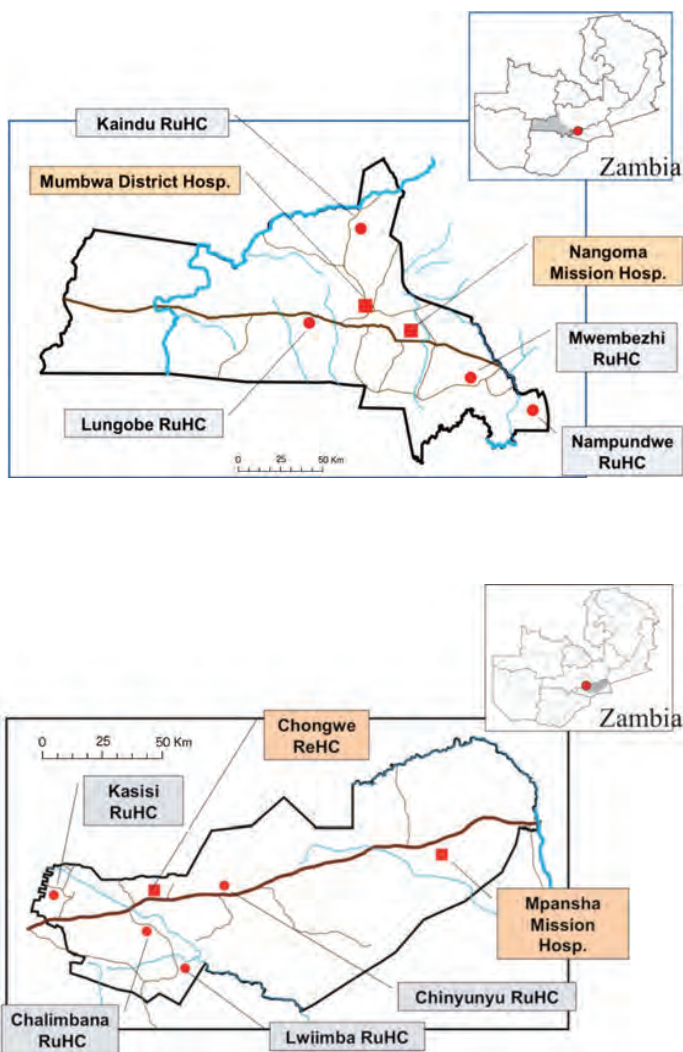 Zambia
Kaindu RuHC
Mumbwa District Hosp.
Nangoma
Mission Hosp.
Mwembezhi
RuHC
Lungobe RuHC
Nampundwe
RuHC
0 25 50 Km
Zambia
Chongwe
ReHC
0 25 50 Km
Kasisi
RuHC
Mpansha
Mission
Hosp.
Chinyunyu RuHC
Chalimbana
RuHC
Lwiimba RuHC